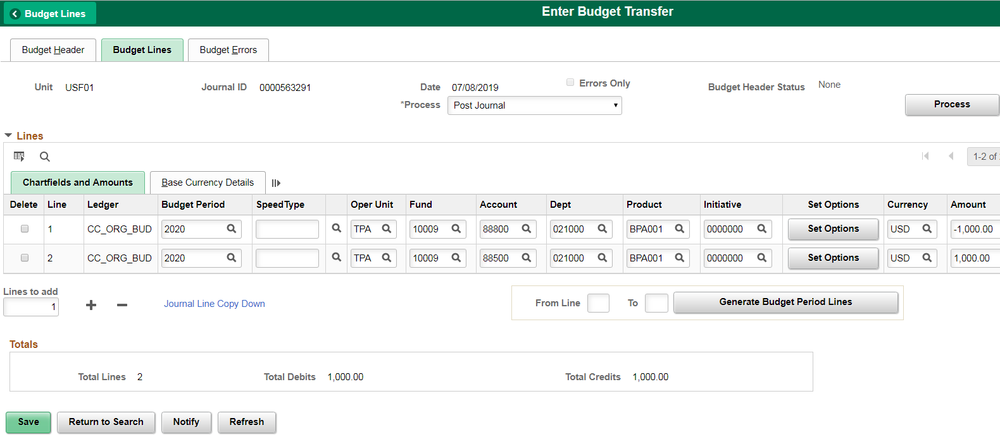 Budget Lines
Enter Budget Transfer
Budget Header
Budget Lines
Budget Errors
Unit USF01 Journal ID 0000563291 Date 07/08/2019 Errors Only Budget Header Status None
*Process Post Journal Process
Lines
1-2 of
Chartfields and Amounts Base Currency Details
Delete Line Ledger Budget Period SpeedType Oper Unit Fund Account Dept Product Initiative Set Options Currency Amount
1 CC_ORG_BUD 2020 TPA 10009 88800 021000 BPA001 0000000 Set Options USD -1,000.00
2 CC_ORG_BUD 2020 TPA 10009 88500 021000 BPA001 0000000 Set Options USD 1,000.00
Lines to add
1
Journal Line Copy Down
From Line To Generate Budget Period Lines
Totals
Total Lines 2 Total Debits 1,000.00 Total Credits 1,000.00
Save Return to Search Notify Refresh